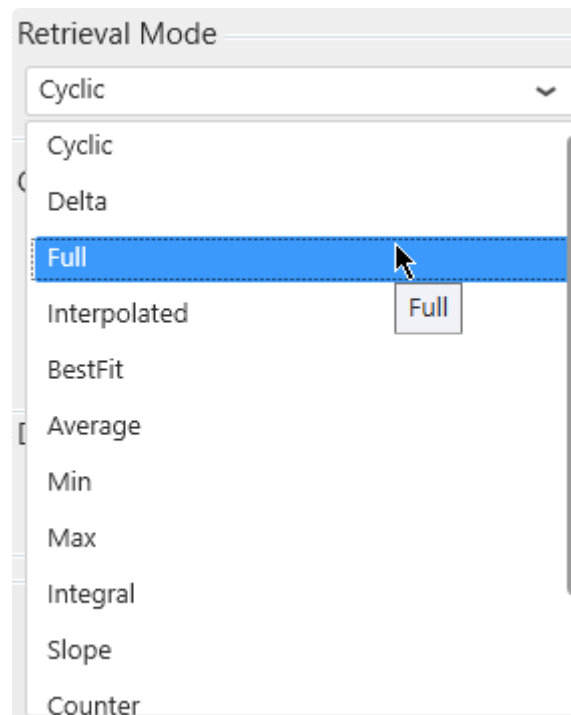 Retrieval Mode
Cyclic
Cyclic
Delta
Full
Full
Interpolated
BestFit
Average
Min
Max
Integral
Slope
Counter